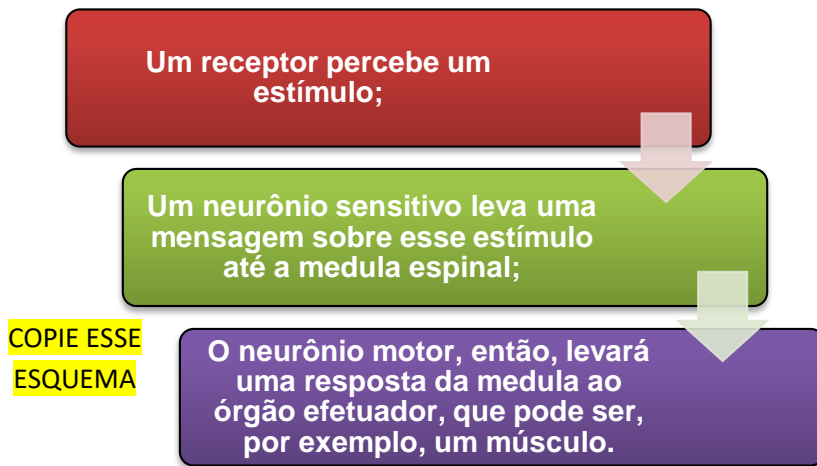 Um receptor percebe um
estímulo;
Um neurônio sensitivo leva uma
mensagem sobre esse estímulo
até a medula espinal;
COPIE ESSE
ESQUEMA
O neurônio motor, então, levará
uma resposta da medula ao
órgão efetuador, que pode ser,
por exemplo, um músculo.